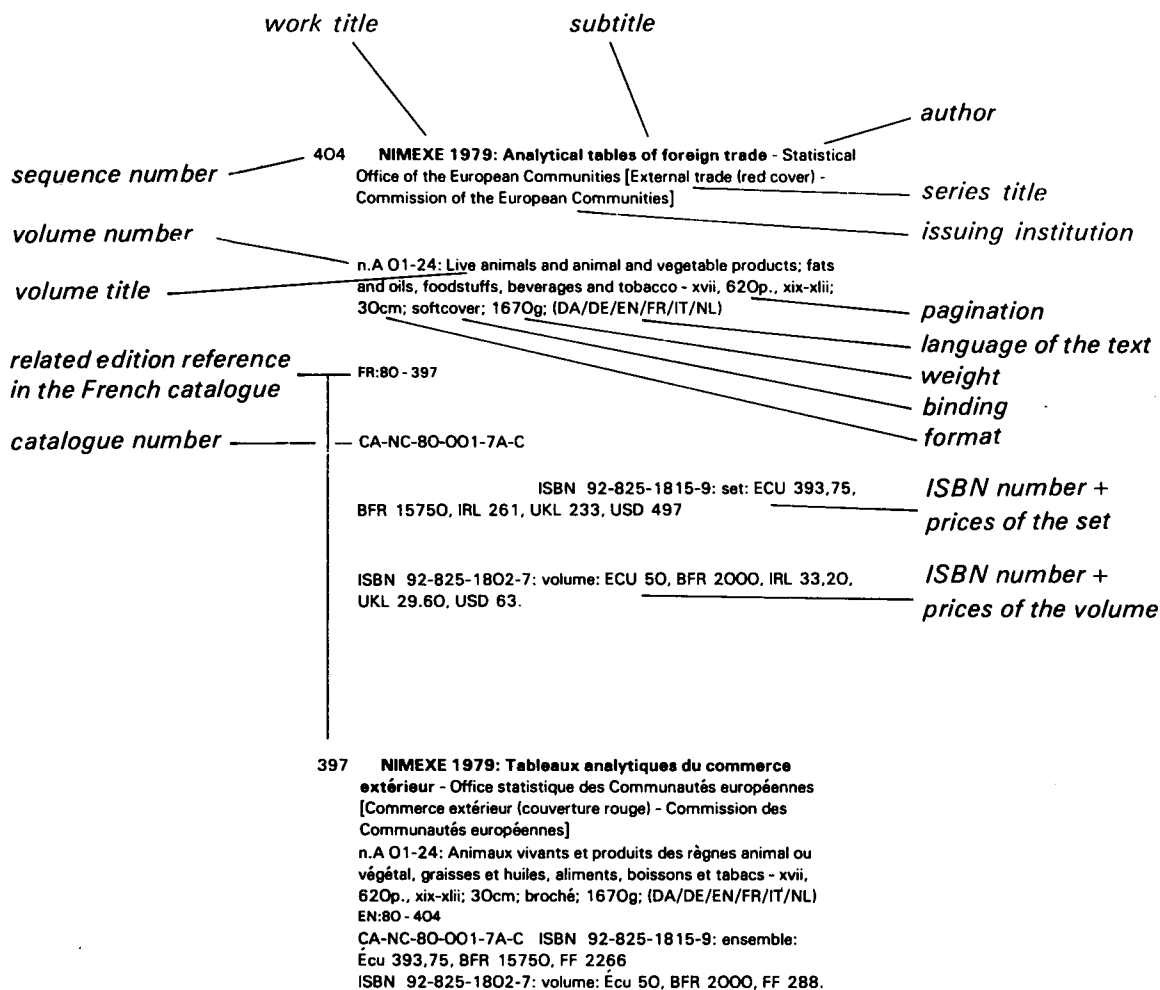 work title
subtitle
author
404 NIMEXE 1979: Analytical tables of foreign trade - Statistical
Office of the European Communities [External trade (red cover) -
Commission of the European Communities]
sequence number
series title
issuing institution
volume number
volume title
n.A 01-24: Live animals and animal and vegetable products; fats
and oils, foodstuffs, beverages and tobacco - xvii, 620p., xix-xlii;
30cm; softcover; 1670g; (DA/DE/EN/FR/IT/NL)
pagination
language of the text
weight
binding
format
related edition reference
in the French catalogue
FR:80 - 397
catalogue number
CA-NC-80-001-7A-C
ISBN 92-825-1815-9: set: ECU 393,75,
BFR 15750, IRL 261, UKL 233, USD 497
ISBN number +
prices of the set
ISBN 92-825-1802-7: volume: ECU 50, BFR 2000, IRL 33,20,
UKL 29.60, USD 63.
ISBN number +
prices of the volume
397 NIMEXE 1979: Tableaux analytiques du commerce
extérieur - Office statistique des Communautés européennes
[Commerce extérieur (couverture rouge) - Commission des
Communautés européennes]
n.A 01-24: Animaux vivants et produits des règnes animal ou
végétal, graisses et huiles, aliments, boissons et tabacs - xvii,
620p., xix-xlii; 30cm; broché; 1670g; (DA/DE/EN/FR/IT/NL)
EN:80 - 404
CA-NC-80-001-7A-C ISBN 92-825-1815-9: ensemble:
Écu 393,75, BFR 15750, FF 2266
ISBN 92-825-1802-7: volume: Écu 50, BFR 2000, FF 288.